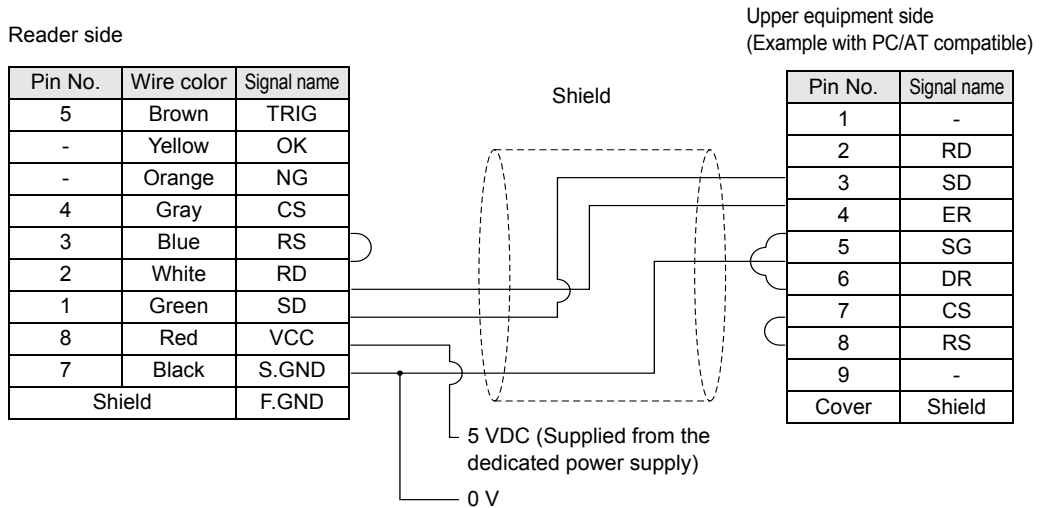 Reader side
Upper equipment side
(Example with PC/AT compatible)
Pin No. Wire color Signal name
5 Brown TRIG
- Yellow OK
- Orange NG
4 Gray CS
3 Blue RS
2 White RD
1 Green SD
8 Red VCC
7 Black S.GND
Shield F.GND
Shield
Pin No. Signal name
1 -
2 RD
3 SD
4 ER
5 SG
6 DR
7 CS
8 RS
9 -
Cover Shield
5 VDC (Supplied from the
dedicated power supply)
0 V